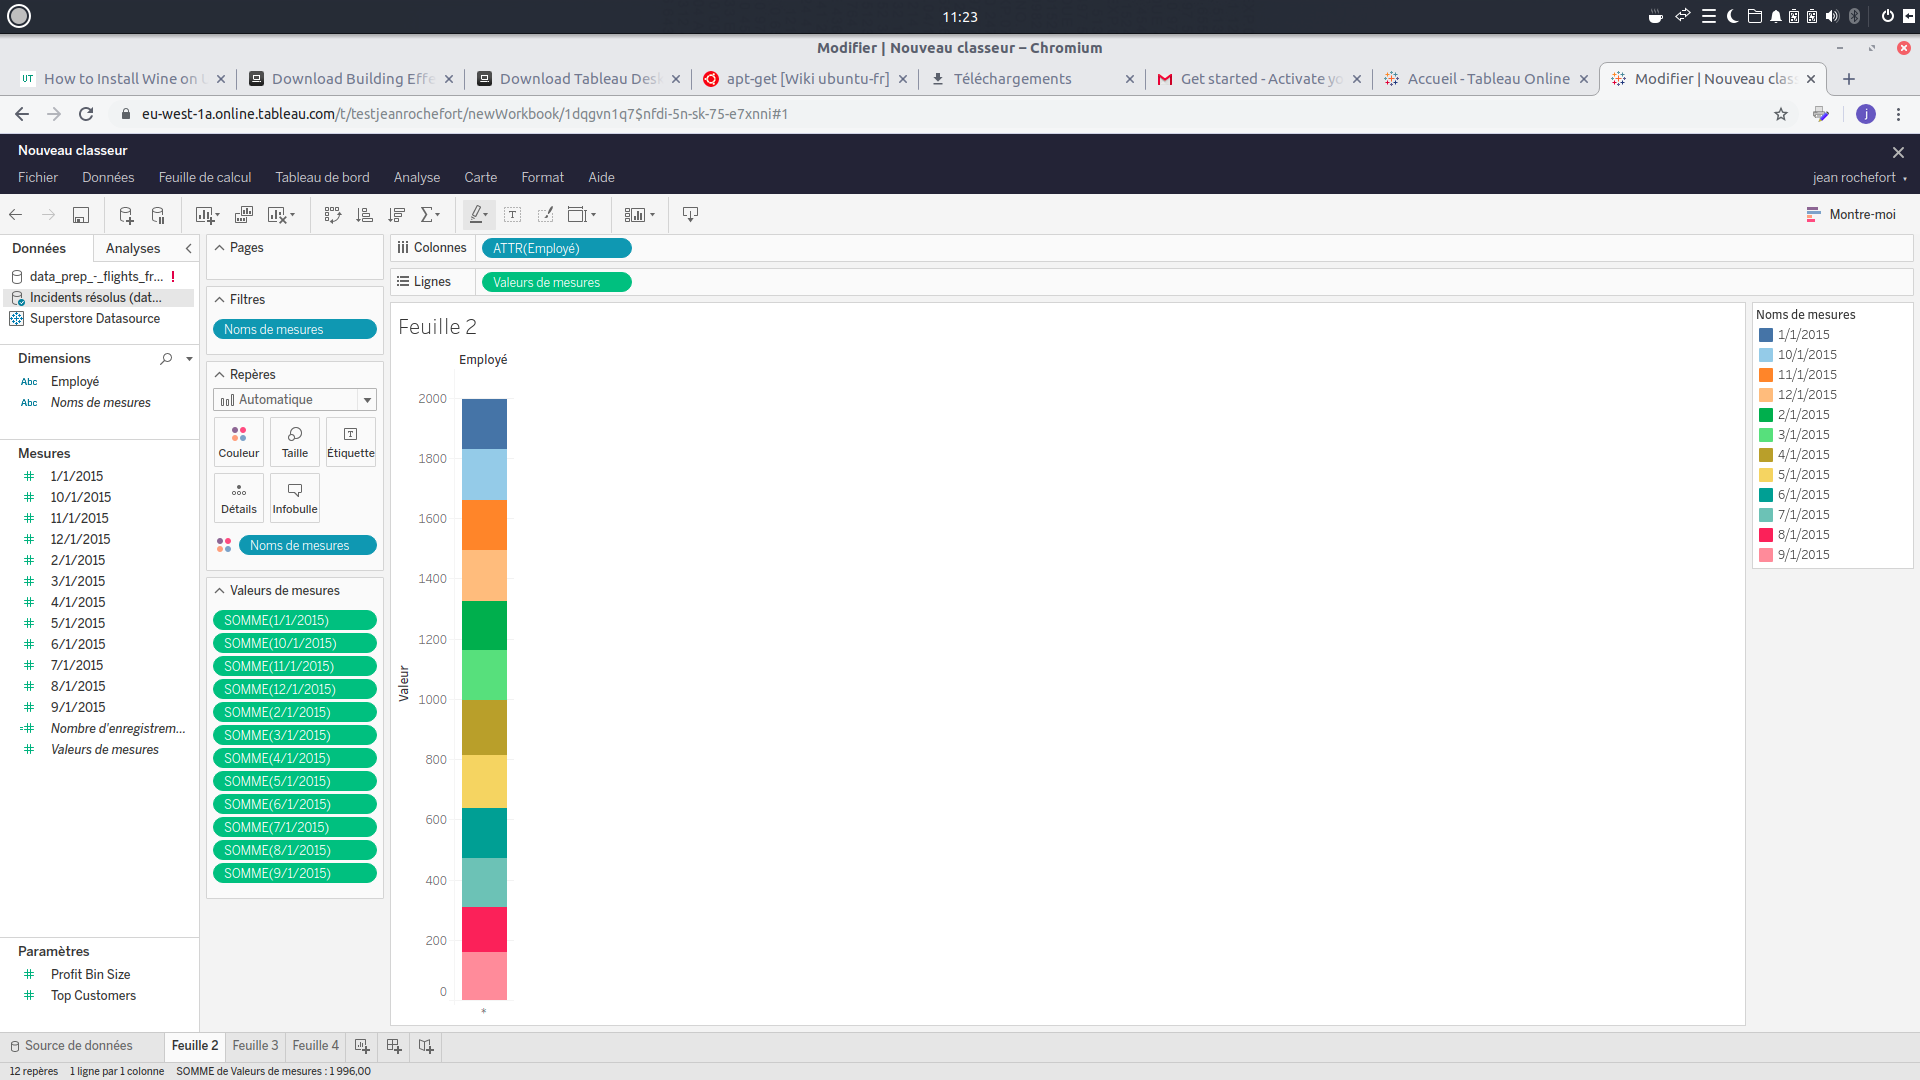 11:23
Modifier | Nouveau classeur – Chromium
How to Install Wine on
Download Building Effe
Download Tableau Des
apt-get [Wiki ubuntu-fr]
Téléchargements
Get started - Activate yo
Accueil - Tableau Online
Modifier | Nouveau clas
eu-west-1a.online.tableau.com/t/testjeanrochefort/newWorkbook/1dqgvn1q7$nfdi-5n-sk-75-e7xnni#1
j
Nouveau classeur
Fichier Données Feuille de calcul Tableau de bord Analyse Carte Format Aide
jean rochefort
Montre-moi
Données Analyses
data_prep_-_flights_fr... !
Incidents résolus (dat...
Superstore Datasource
Dimensions
Abc Employé
Abc Noms de mesures
Mesures
1/1/2015
10/1/2015
11/1/2015
12/1/2015
2/1/2015
3/1/2015
4/1/2015
5/1/2015
6/1/2015
7/1/2015
8/1/2015
9/1/2015
Nombre d'enregistrem...
Valeurs de mesures
Paramètres
Profit Bin Size
Top Customers
Pages
Filtres
Noms de mesures
Repères
Automatique
Couleur Taille Étiquette
Détails Infobulle
Noms de mesures
Valeurs de mesures
SOMME(1/1/2015)
SOMME(10/1/2015)
SOMME(11/1/2015)
SOMME(12/1/2015)
SOMME(2/1/2015)
SOMME(3/1/2015)
SOMME(4/1/2015)
SOMME(5/1/2015)
SOMME(6/1/2015)
SOMME(7/1/2015)
SOMME(8/1/2015)
SOMME(9/1/2015)
Colonnes ATTR(Employé)
Lignes Valeurs de mesures
Feuille 2
Employé
2000
1800
1600
1400
1200
1000
800
600
400
200
0
Valeur
*
Noms de mesures
1/1/2015
10/1/2015
11/1/2015
12/1/2015
2/1/2015
3/1/2015
4/1/2015
5/1/2015
6/1/2015
7/1/2015
8/1/2015
9/1/2015
Source de données Feuille 2 Feuille 3 Feuille 4
12 repères 1 ligne par 1 colonne SOMME de Valeurs de mesures : 1 996,00